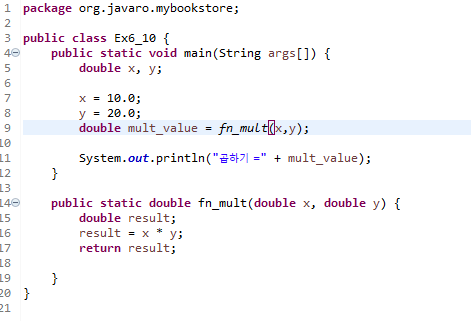 1 package org.javaro.mybookstore;
2
3 public class Ex6_10 {
4 public static void main(String args[]) {
5 double x, y;
6
7 x = 10.0;
8 y = 20.0;
9 double mult_value = fn_mult(x,y);
10
11 System.out.println("곱하기 =" + mult_value);
12 }
13
14 public static double fn_mult(double x, double y) {
15 double result;
16 result = x * y;
17 return result;
18
19 }
20 }
21